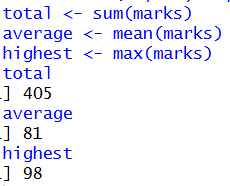 total <- sum(marks)
average <- mean(marks)
highest <- max(marks)
total
] 405
average
] 81
highest
] 98